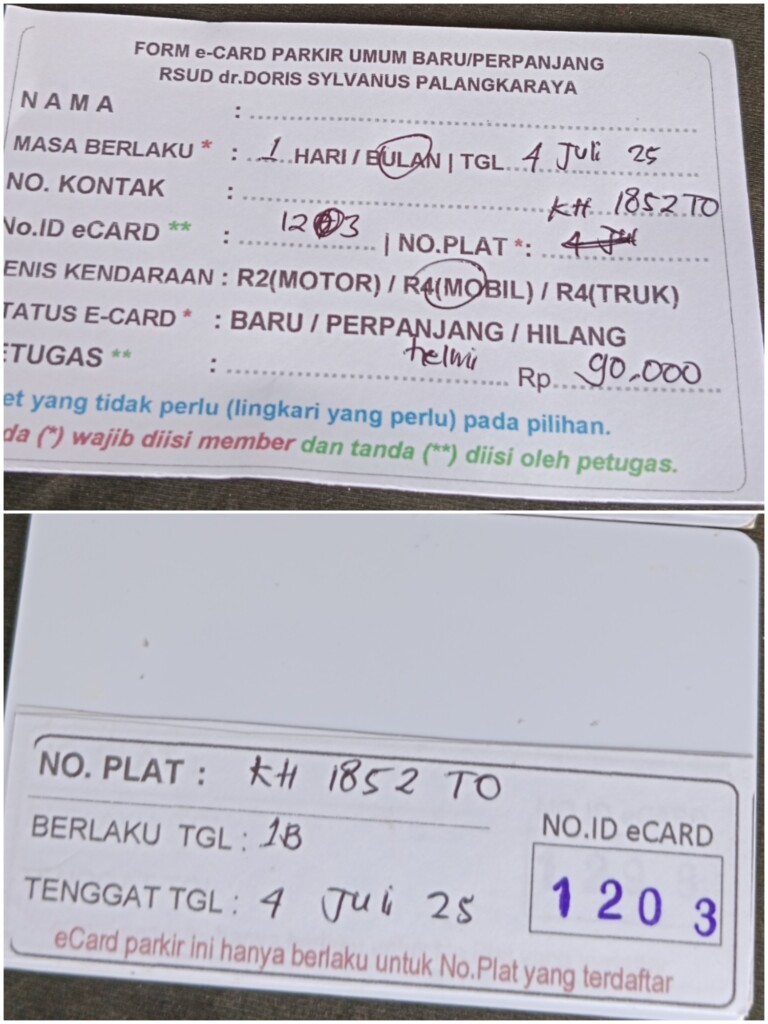 FORM e-CARD PARKIR UMUM BARU/PERPANJANG
RSUD dr.DORIS SYLVANUS PALANGKARAYA
NAMA :
MASA BERLAKU * : 1 HARI / BULAN | TGL 4 Juli 25
NO. KONTAK :
KH 1852 TO
No.ID eCARD ** : 1203 | NO.PLAT *:
ENIS KENDARAAN : R2(MOTOR) / R4(MOBIL) / R4(TRUK)
TATUS E-CARD * : BARU / PERPANJANG / HILANG
ETUGAS ** : helmi Rp 90.000
et yang tidak perlu (lingkari yang perlu) pada pilihan.
da (*) wajib diisi member dan tanda (**) diisi oleh petugas.
NO. PLAT : KH 1852 TO
BERLAKU TGL : 1B
TENGGAT TGL : 4 Juli 25
NO.ID eCARD
1203
eCard parkir ini hanya berlaku untuk No.Plat yang terdaftar